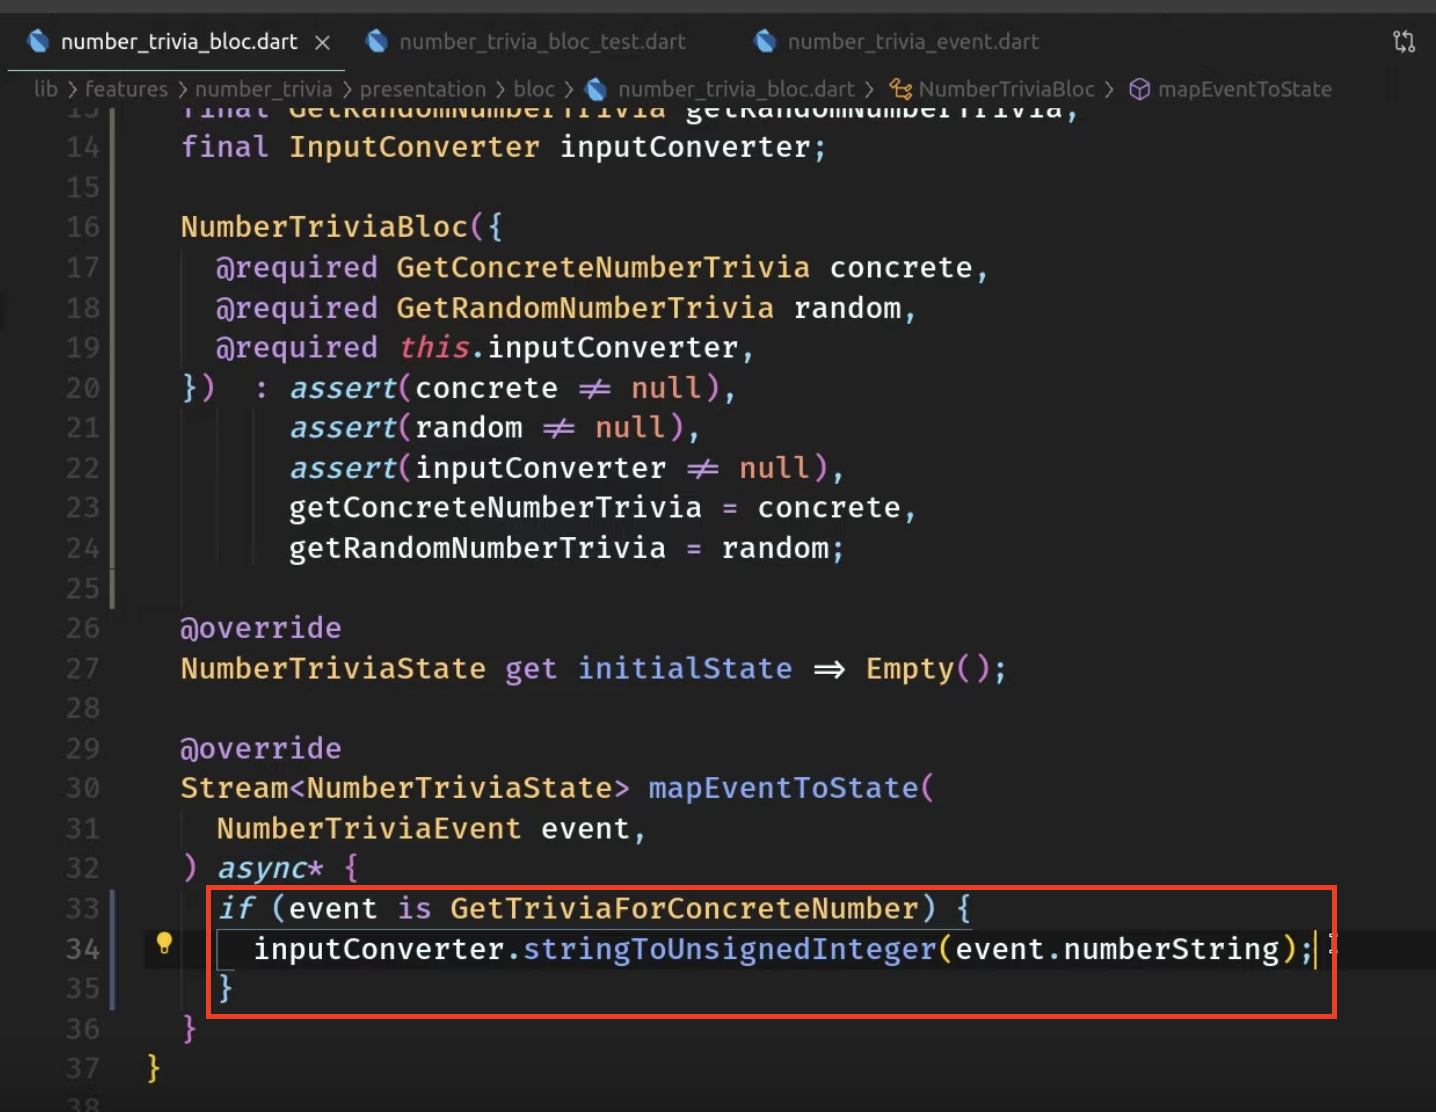 number_trivia_bloc.dart
number_trivia_bloc_test.dart
number_trivia_event.dart
lib > features > number_trivia > presentation > bloc > number_trivia_bloc.dart > NumberTriviaBloc > mapEventToState
13 final GetRandomNumberTrivia getRandomNumberTrivia;
14 final InputConverter inputConverter;
15
16 NumberTriviaBloc({
17 @required GetConcreteNumberTrivia concrete,
18 @required GetRandomNumberTrivia random,
19 @required this.inputConverter,
20 }) : assert(concrete ≠ null),
21 assert(random ≠ null),
22 assert(inputConverter ≠ null),
23 getConcreteNumberTrivia = concrete,
24 getRandomNumberTrivia = random;
25
26 @override
27 NumberTriviaState get initialState ⇒ Empty();
28
29 @override
30 Stream<NumberTriviaState> mapEventToState(
31 NumberTriviaEvent event,
32 ) async* {
33 if (event is GetTriviaForConcreteNumber) {
34 inputConverter.stringToUnsignedInteger(event.numberString);
35 }
36 }
37 }
38